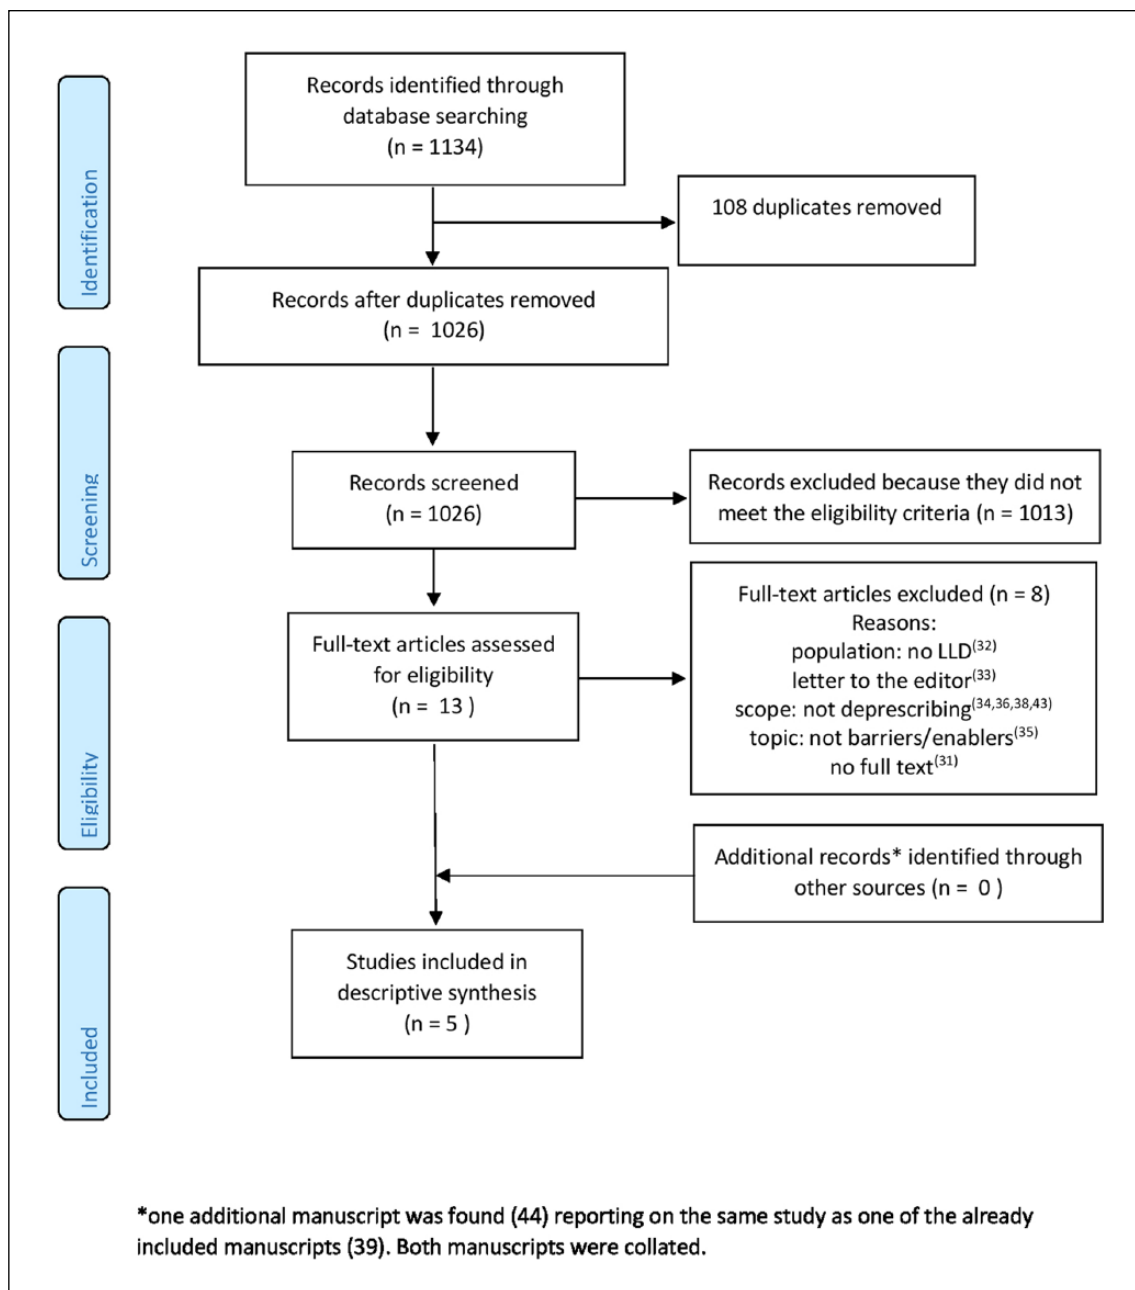 Identification
Records identified through
database searching
(n = 1134)
108 duplicates removed
Records after duplicates removed
(n =  1026)
Screening
Records screened
(n = 1026)
Records excluded because they did not
meet the eligibility criteria (n = 1013)
Eligibility
Full-text articles assessed
for eligibility
(n =  13 )
Full-text articles excluded (n = 8)
Reasons:
population: no LLD(32)
letter to the editor(33)
scope: not deprescribing(34,36,38,43)
topic: not barriers/enablers(35)
no full text(31)
Additional records* identified through
other sources (n =  0 )
Included
Studies included in
descriptive synthesis
(n = 5 )
*one additional manuscript was found (44) reporting on the same study as one of the already
included manuscripts (39). Both manuscripts were collated.